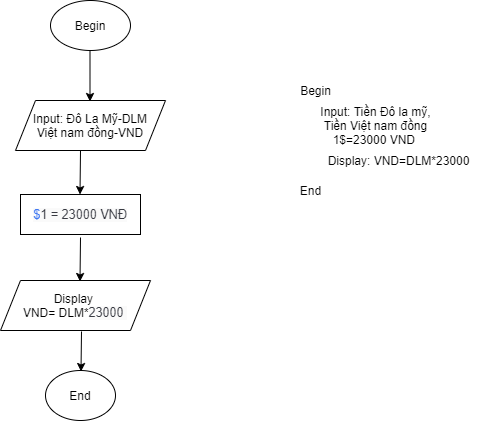 Begin
Input: Đô La Mỹ-DLM
Việt nam đồng-VND
$1 = 23000 VNĐ
Display
VND= DLM*23000
End
Begin
Input: Tiền Đô la mỹ,
Tiền Việt nam đồng
1$=23000 VND
Display: VND=DLM*23000
End